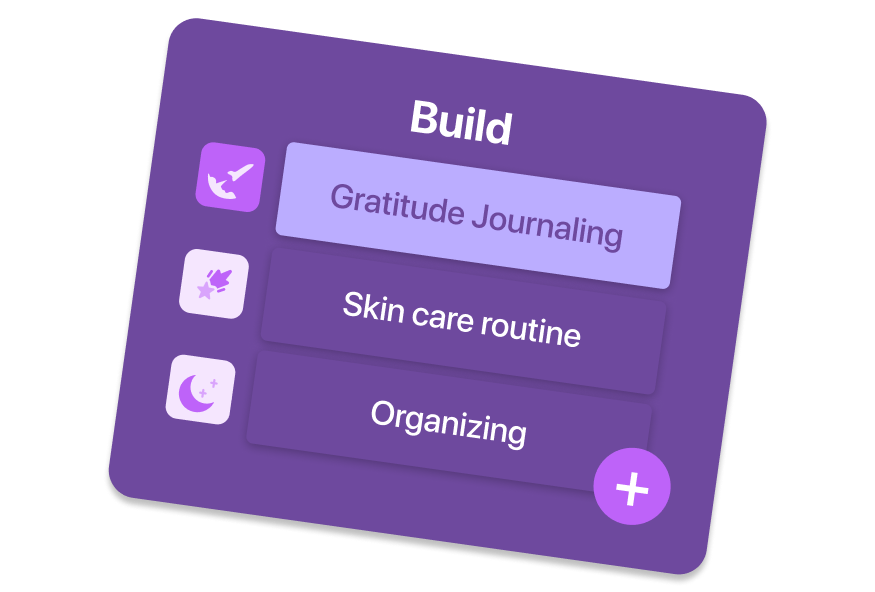 Build
Gratitude Journaling
Skin care routine
Organizing
+